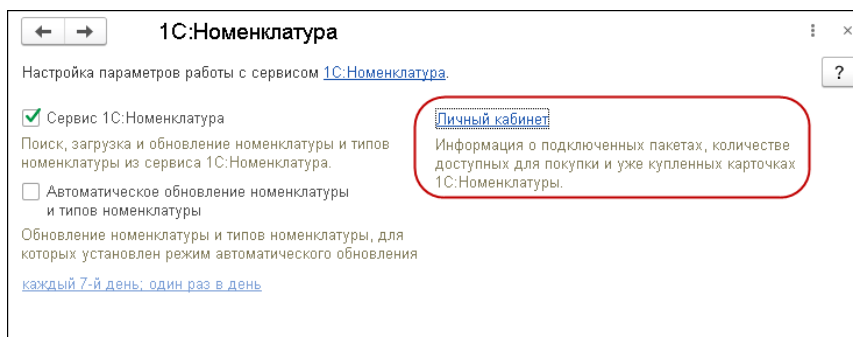 1С:Номенклатура
Настройка параметров работы с сервисом 1С:Номенклатура.
?
Сервис 1С:Номенклатура
Поиск, загрузка и обновление номенклатуры и типов
номенклатуры из сервиса 1С:Номенклатура.
Автоматическое обновление номенклатуры
и типов номенклатуры
Обновление номенклатуры и типов номенклатуры, для
которых установлен режим автоматического обновления
каждый 7-й день; один раз в день
Личный кабинет
Информация о подключенных пакетах, количестве
доступных для покупки и уже купленных карточках
1С:Номенклатуры.